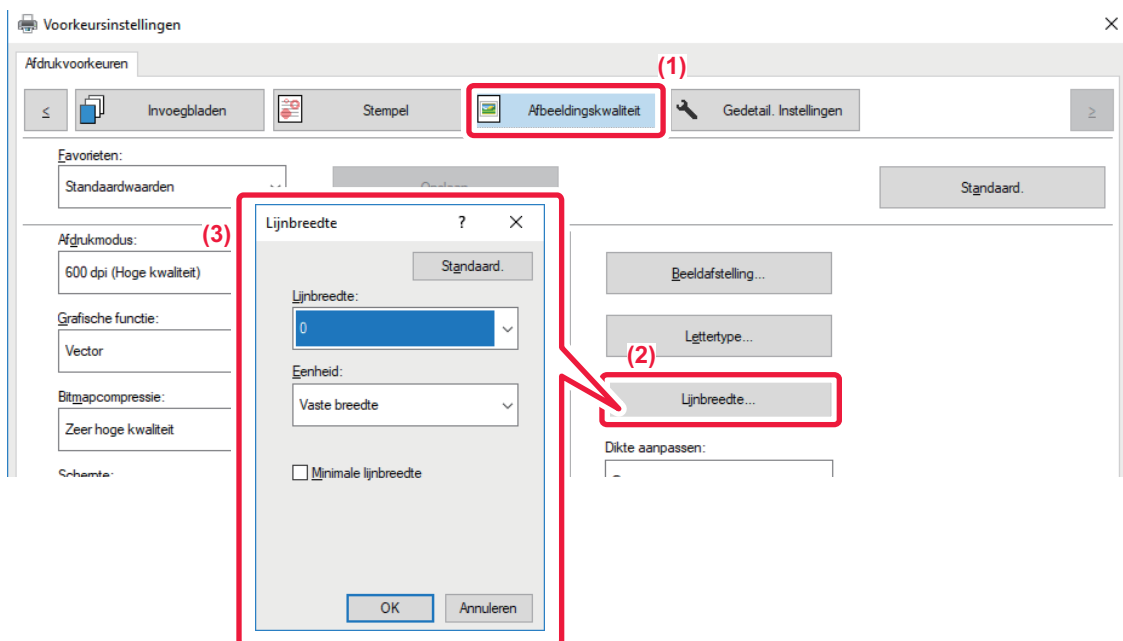 Voorkeursinstellingen
Afdrukvoorkeuren
(1)
≤ Invoegbladen Stempel Afbeeldingskwaliteit Gedetail. Instellingen ≥
Favorieten:
Standaardwaarden
Standaard.
(3)
Afdrukmodus:
600 dpi (Hoge kwaliteit)
Grafische functie:
Vector
Bitmapcompressie:
Zeer hoge kwaliteit
Lijnbreedte ? ×
Standaard.
Lijnbreedte:
0
Eenheid:
Vaste breedte
Minimale lijnbreedte
OK Annuleren
Beeldafstelling...
Lettertype...
(2)
Lijnbreedte...
Dikte aanpassen: